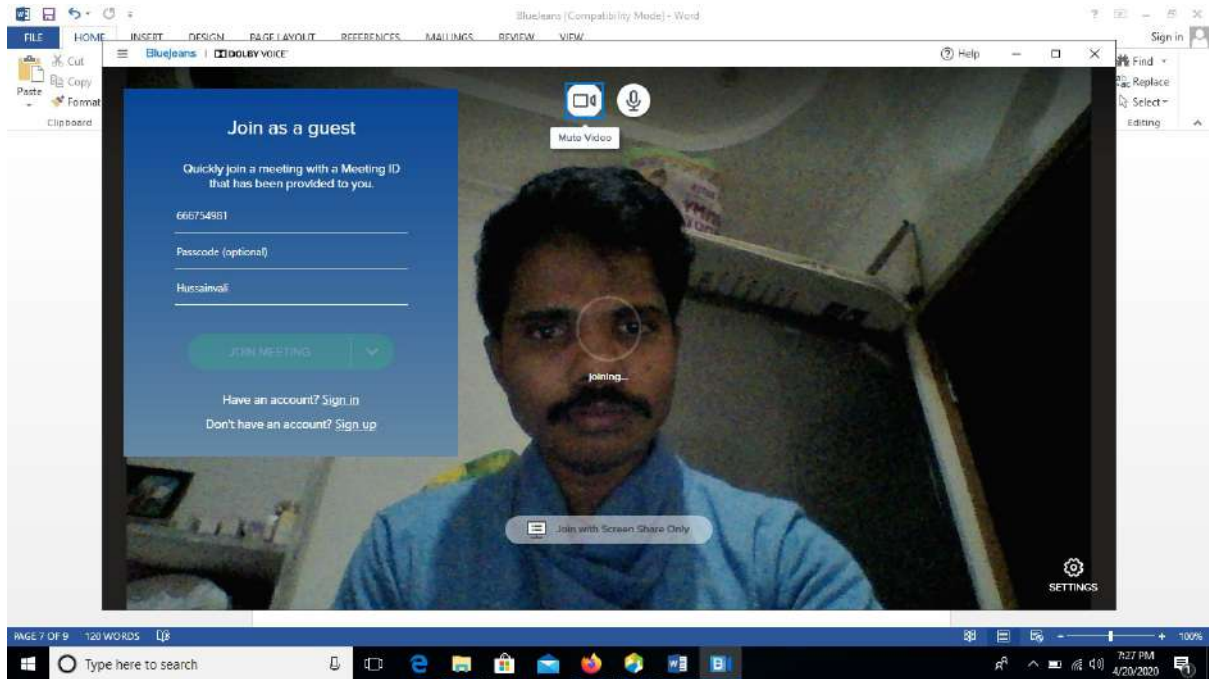 BlueJeans [Compatibility Mode] - Word
FILE HOME INSERT DESIGN PAGE LAYOUT REFERENCES MAILINGS REVIEW VIEW Sign in
Cut
Copy
Paste
Format
Clipboard
Find
Replace
Select
Editing
BlueJeans | DOLBY VOICE
Help
Mute Video
Join as a guest
Quickly join a meeting with a Meeting ID
that has been provided to you.
666754981
Passcode (optional)
Hussainvali
JOIN MEETING
Have an account? Sign in
Don't have an account? Sign up
joining...
Join with Screen Share Only
SETTINGS
PAGE 7 OF 9 120 WORDS 100%
Type here to search
7:27 PM
4/20/2020